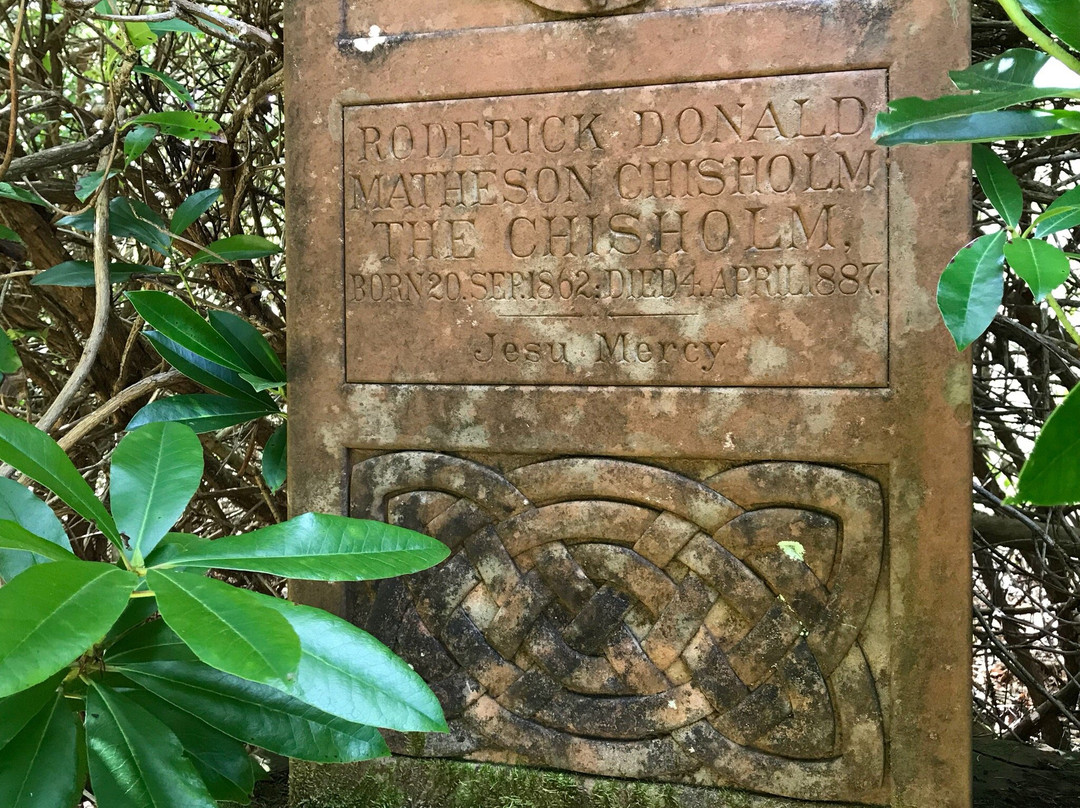 RODERICK DONALD
MATHESON CHISHOLM
THE CHISHOLM,
BORN 20. SEP. 1862: DIED 4. APRIL 1887.
Jesu Mercy